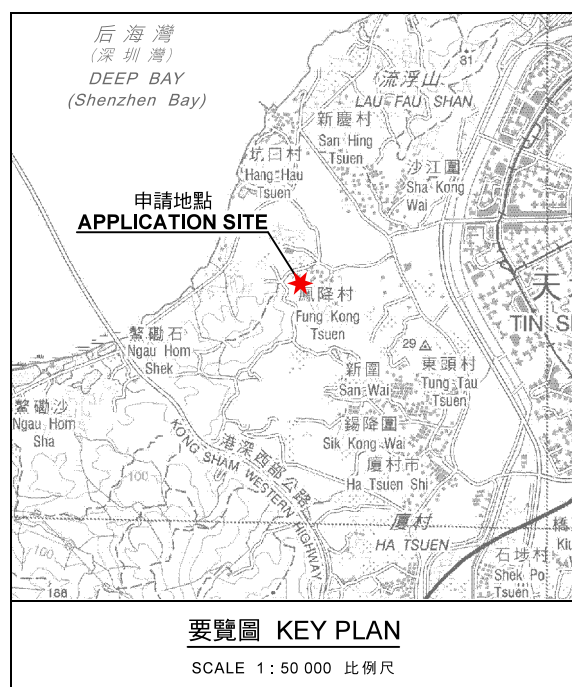 后海灣
(深圳灣)
DEEP BAY
(Shenzhen Bay)
81
流浮山
LAU FAU SHAN
新慶村
San Hing
Tsuen
坑口村
Hang Hau
Tsuen
沙江圍
Sha Kong
Wai
申請地點
APPLICATION SITE
鳳降村
Fung Kong
Tsuen
天
TIN S
鰲磡石
Ngau Hom
Shek
29
東頭村
Tung Tau
Tsuen
新圍
San Wai
鰲磡沙
Ngau Hom
Sha
錫降圍
Sik Kong Wai
港深西部公路
KONG SHAM WESTERN HIGHWAY
廈村市
Ha Tsuen Shi
100
廈村
HA TSUEN
橋
Kiu
100
石埗村
Shek Po
Tsuen
186
要覽圖 KEY PLAN
SCALE 1 : 50 000 比例尺